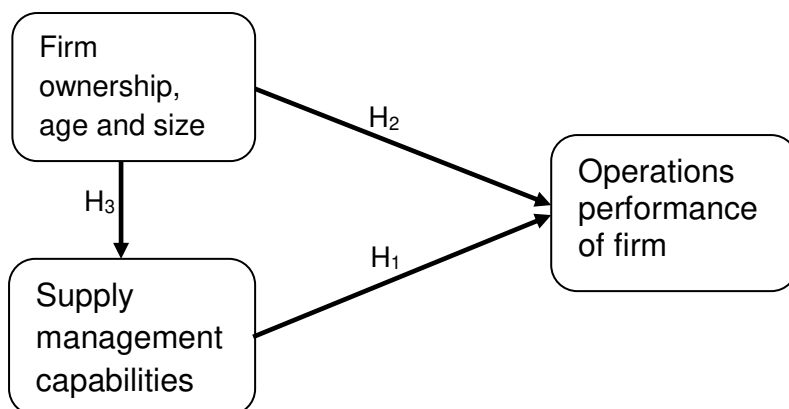 Firm
ownership,
age and size
H₂
Operations
performance
of firm
H₃
H₁
Supply
management
capabilities